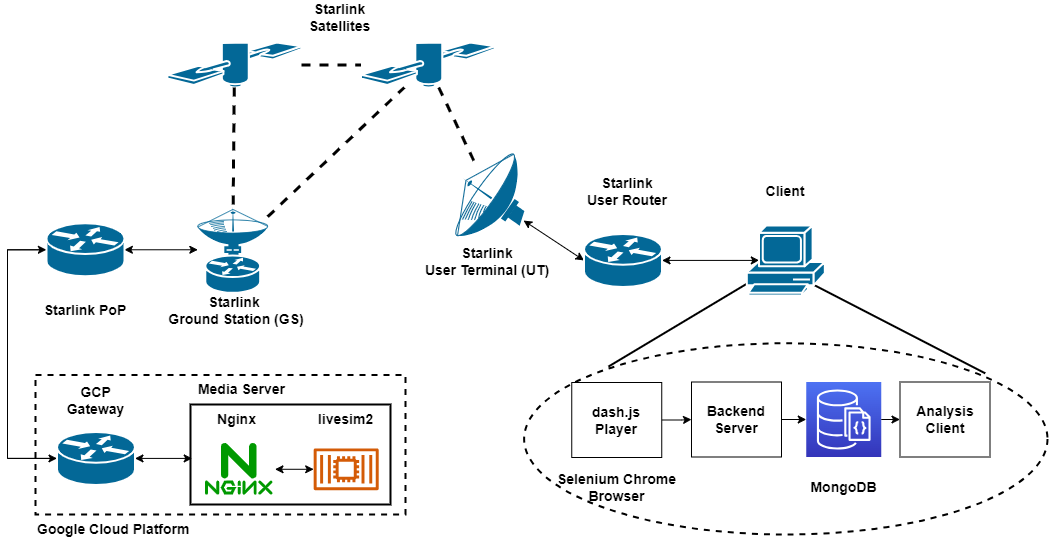 Starlink
Satellites
Starlink
User Router
Client
Starlink
User Terminal (UT)
Starlink PoP
Starlink
Ground Station (GS)
GCP
Gateway
Media Server
Nginx
livesim2
NGiNX
Google Cloud Platform
dash.js
Player
Backend
Server
Analysis
Client
Selenium Chrome
Browser
MongoDB